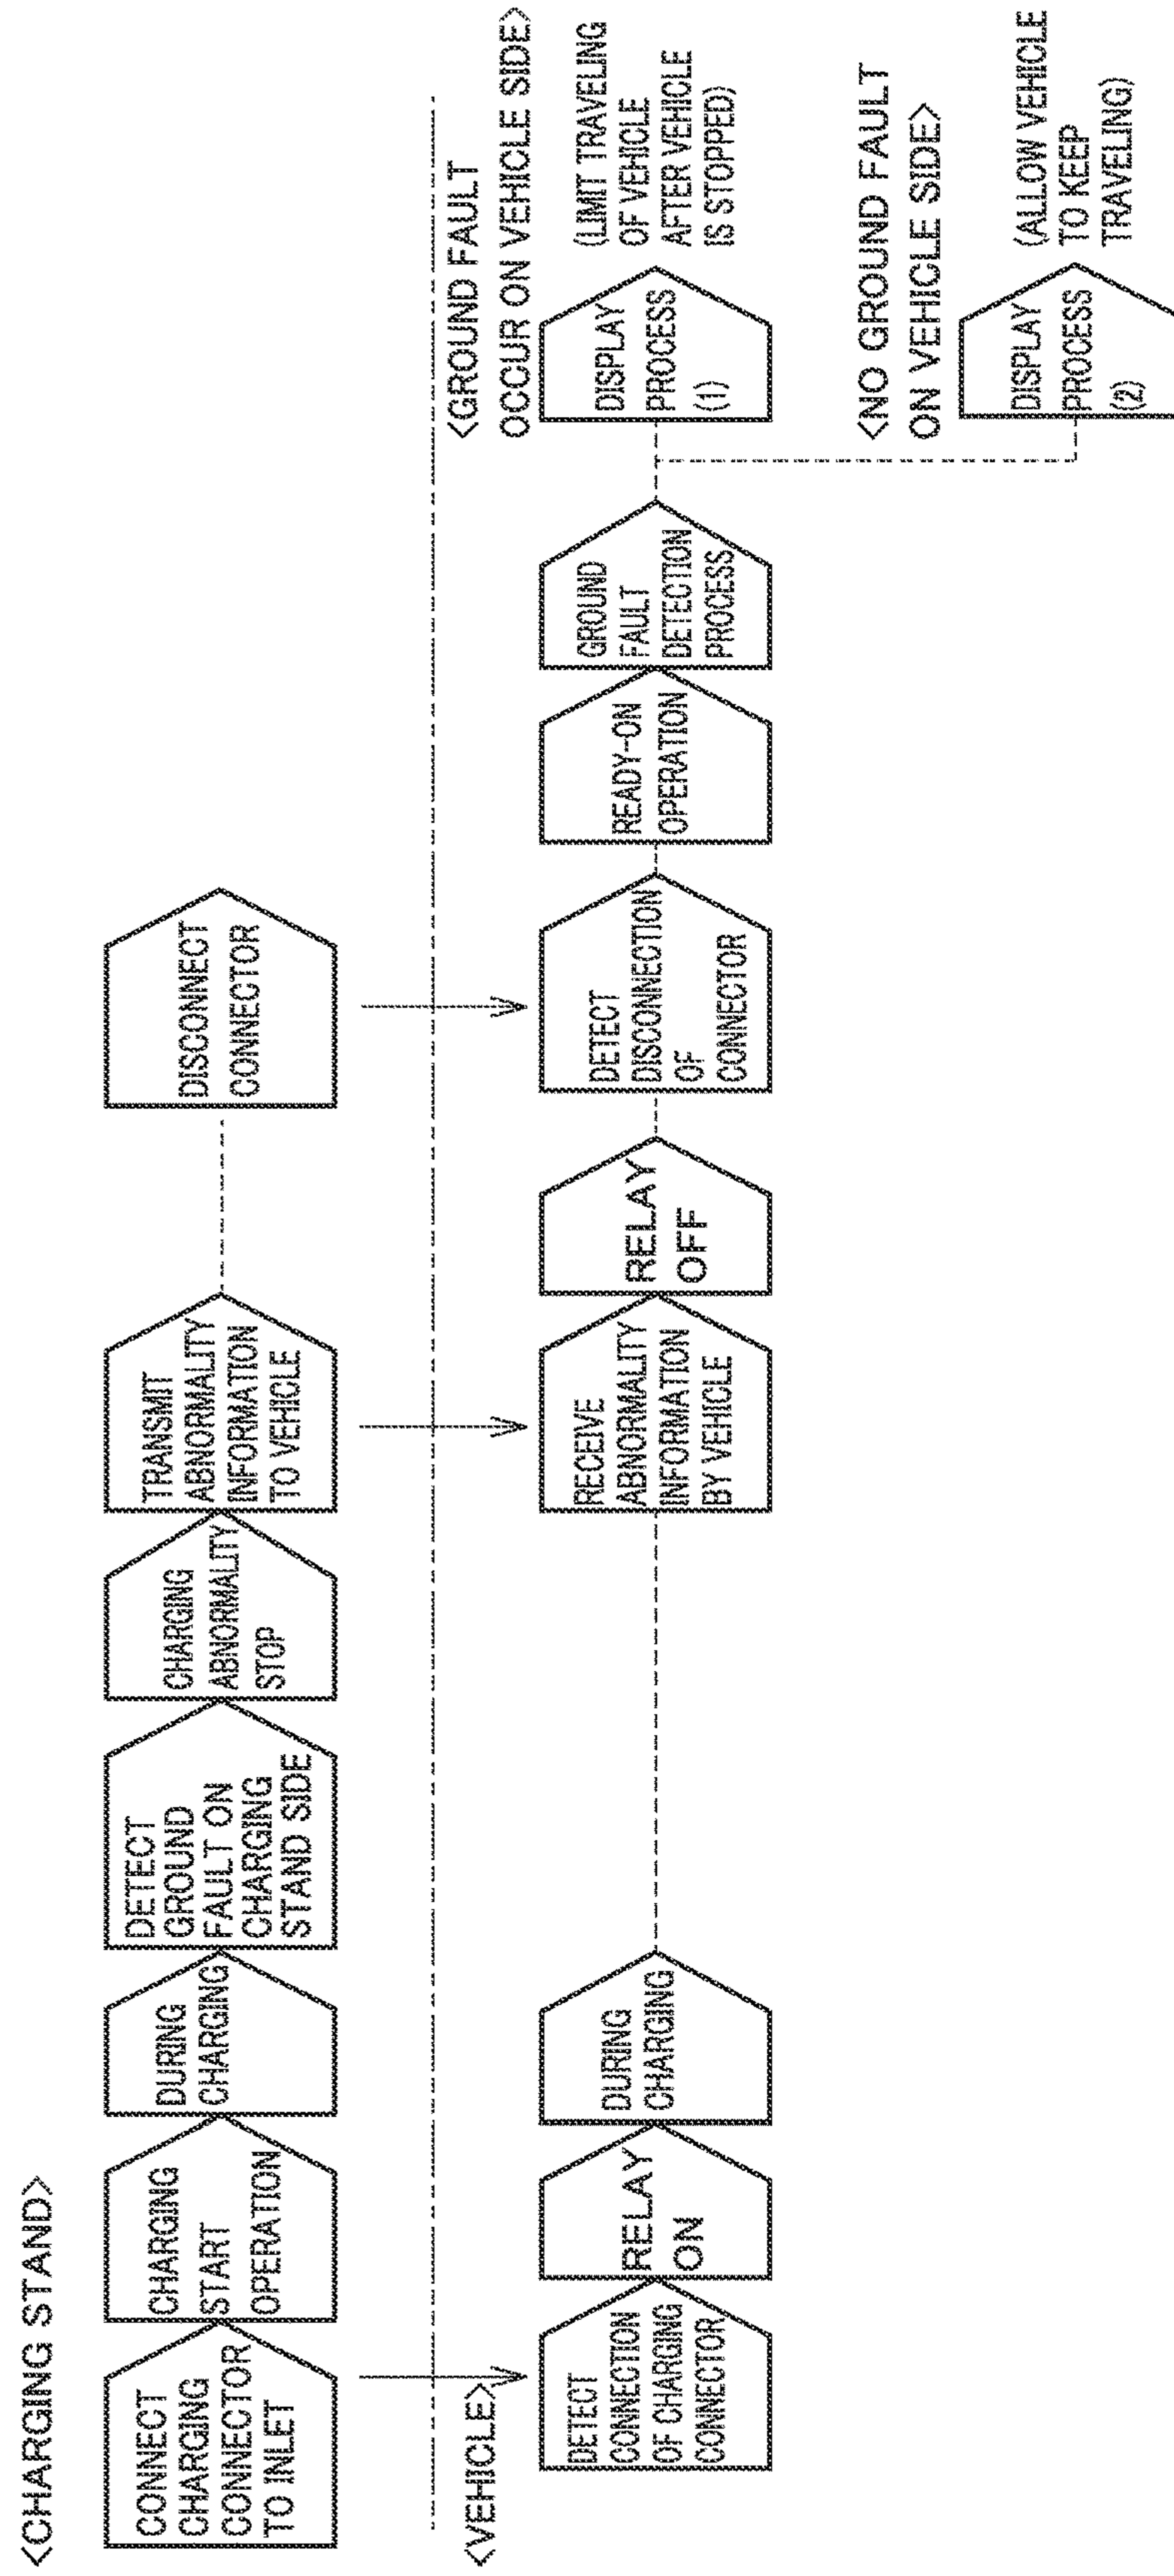 <CHARGING STAND>
CONNECT
CHARGING
CONNECTOR
TO INLET
CHARGING
START
OPERATION
DURING
CHARGING
DETECT
GROUND
FAULT ON
CHARGING
STAND SIDE
CHARGING
ABNORMALITY
STOP
TRANSMIT
ABNORMALITY
INFORMATION
TO VEHICLE
DISCONNECT
CONNECTOR
<VEHICLE>
DETECT
CONNECTION
OF CHARGING
CONNECTOR
RELAY
ON
DURING
CHARGING
RECEIVE
ABNORMALITY
INFORMATION
BY VEHICLE
RELAY
OFF
DETECT
DISCONNECTION
OF
CONNECTOR
READY-ON
OPERATION
GROUND
FAULT
DETECTION
PROCESS
<GROUND FAULT
OCCUR ON VEHICLE SIDE>
DISPLAY
PROCESS
(1)
(LIMIT TRAVELING
OF VEHICLE
AFTER VEHICLE
IS STOPPED)
<NO GROUND FAULT
ON VEHICLE SIDE>
DISPLAY
PROCESS
(2)
(ALLOW VEHICLE
TO KEEP
TRAVELING)